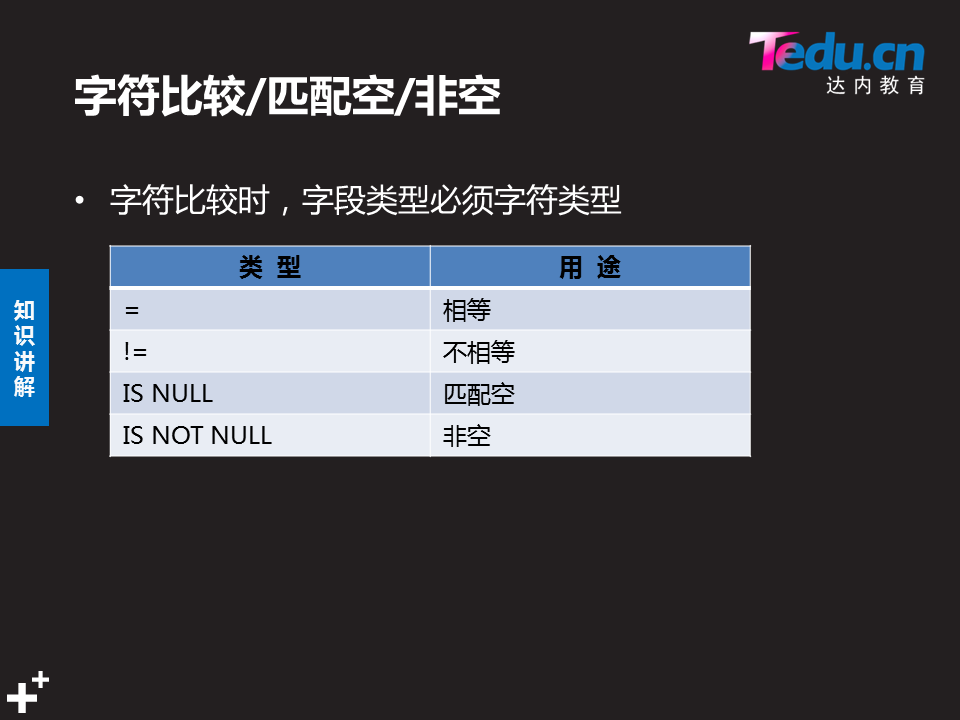 Tedu.cn
达内教育
字符比较/匹配空/非空
• 字符比较时，字段类型必须字符类型
类 型 用 途
= 相等
!= 不相等
IS NULL 匹配空
IS NOT NULL 非空
知识讲解